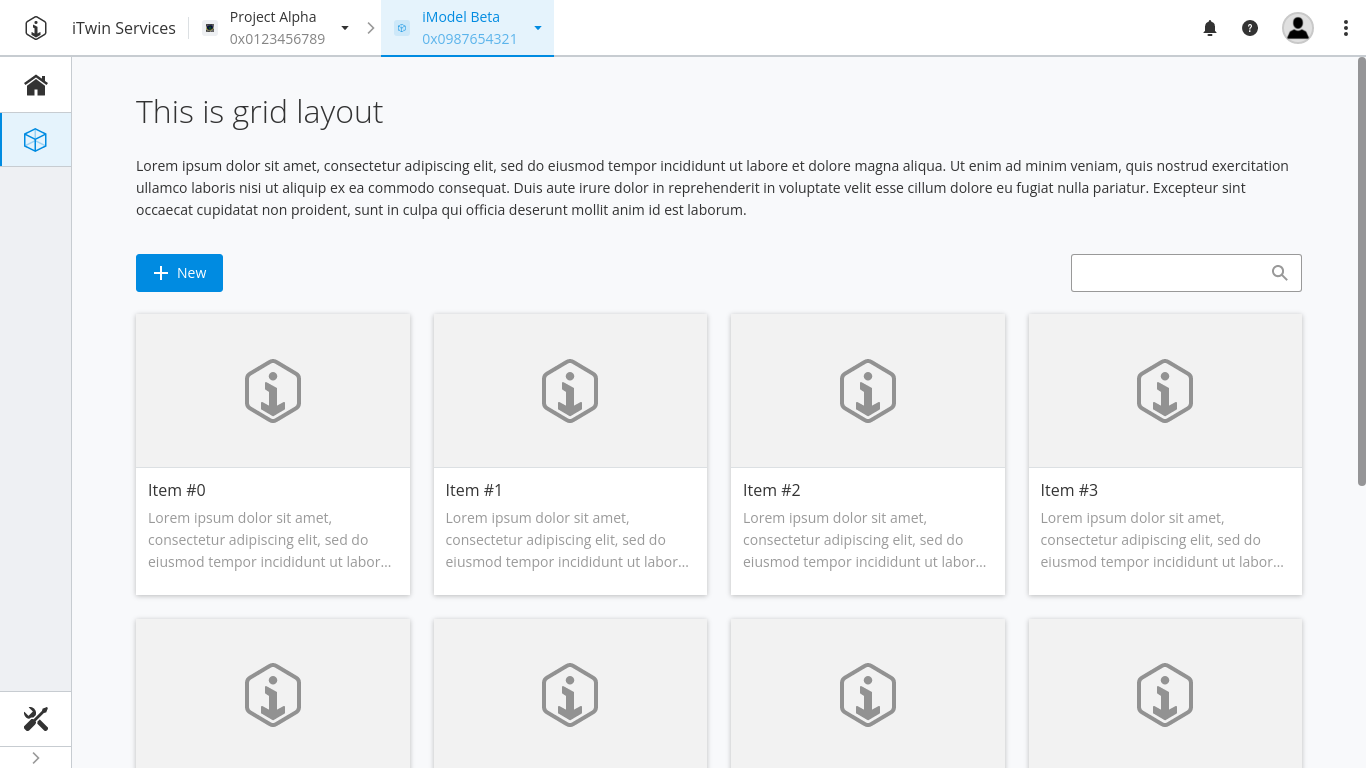 iTwin Services
Project Alpha
0x0123456789
iModel Beta
0x0987654321
This is grid layout
Lorem ipsum dolor sit amet, consectetur adipiscing elit, sed do eiusmod tempor incididunt ut labore et dolore magna aliqua. Ut enim ad minim veniam, quis nostrud exercitation
ullamco laboris nisi ut aliquip ex ea commodo consequat. Duis aute irure dolor in reprehenderit in voluptate velit esse cillum dolore eu fugiat nulla pariatur. Excepteur sint
occaecat cupidatat non proident, sunt in culpa qui officia deserunt mollit anim id est laborum.
New
Item #0
Lorem ipsum dolor sit amet,
consectetur adipiscing elit, sed do
eiusmod tempor incididunt ut labor...
Item #1
Lorem ipsum dolor sit amet,
consectetur adipiscing elit, sed do
eiusmod tempor incididunt ut labor...
Item #2
Lorem ipsum dolor sit amet,
consectetur adipiscing elit, sed do
eiusmod tempor incididunt ut labor...
Item #3
Lorem ipsum dolor sit amet,
consectetur adipiscing elit, sed do
eiusmod tempor incididunt ut labor...